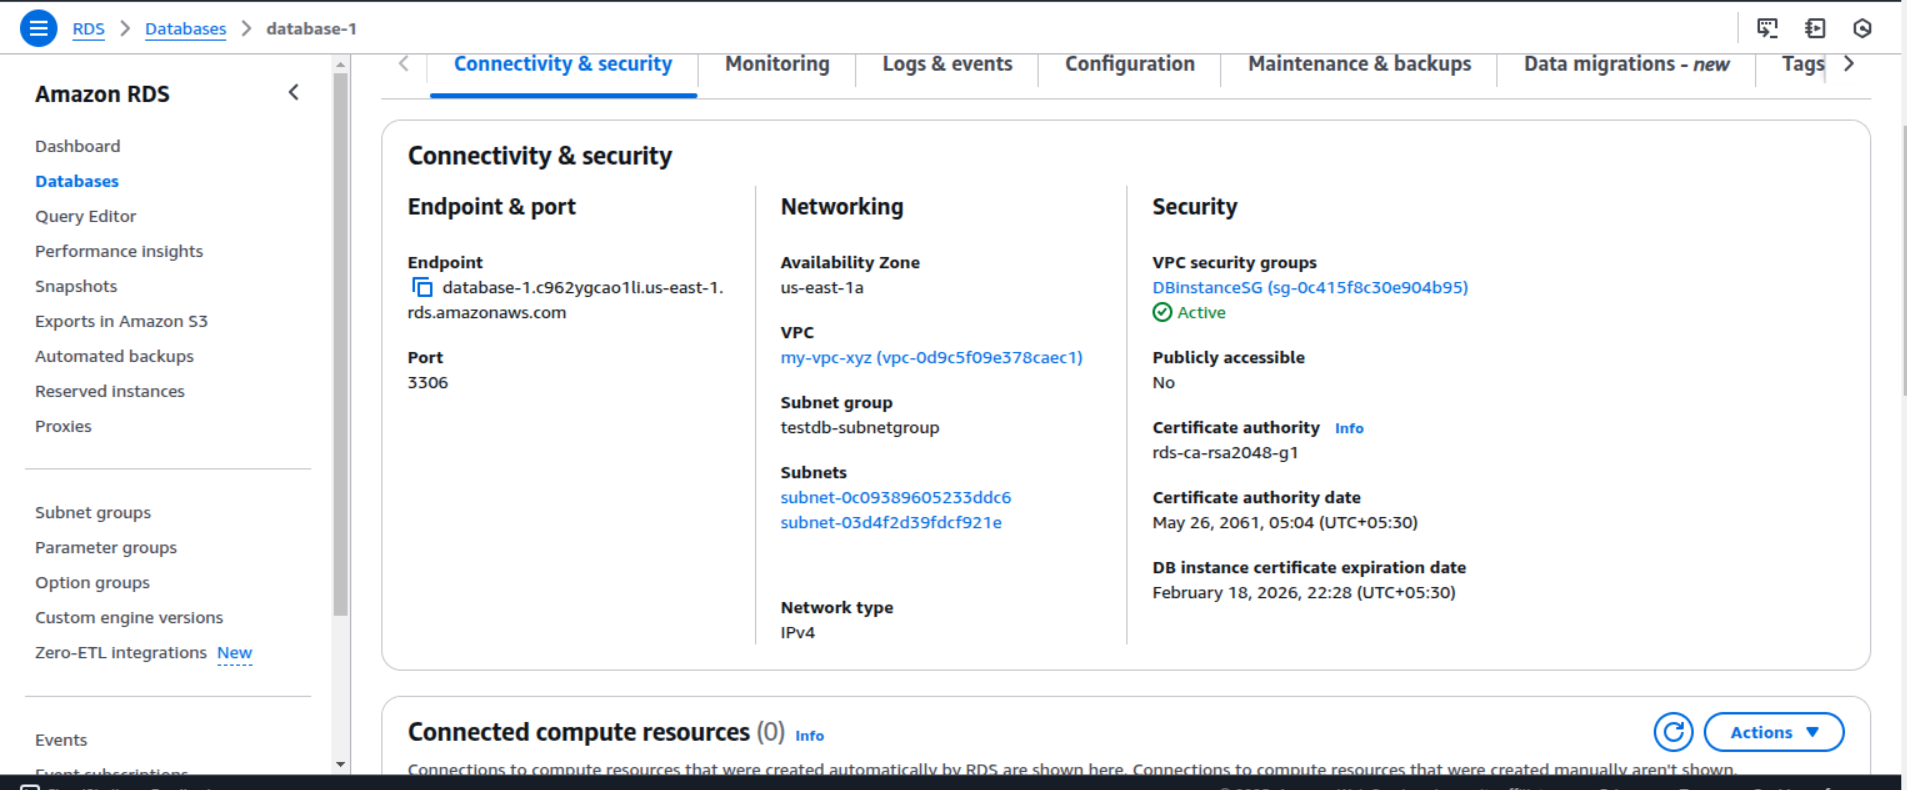 RDS > Databases > database-1
Amazon RDS
Dashboard
Databases
Query Editor
Performance insights
Snapshots
Exports in Amazon S3
Automated backups
Reserved instances
Proxies
Subnet groups
Parameter groups
Option groups
Custom engine versions
Zero-ETL integrations New
Events
Event subscriptions
Connectivity & security
Monitoring
Logs & events
Configuration
Maintenance & backups
Data migrations - new
Tags
Connectivity & security
Endpoint & port
Endpoint
database-1.c962ygcao1li.us-east-1.
rds.amazonaws.com
Port
3306
Networking
Availability Zone
us-east-1a
VPC
my-vpc-xyz (vpc-0d9c5f09e378caec1)
Subnet group
testdb-subnetgroup
Subnets
subnet-0c09389605233ddc6
subnet-03d4f2d39fdcf921e
Network type
IPv4
Security
VPC security groups
DBinstanceSG (sg-0c415f8c30e904b95)
Active
Publicly accessible
No
Certificate authority Info
rds-ca-rsa2048-g1
Certificate authority date
May 26, 2061, 05:04 (UTC+05:30)
DB instance certificate expiration date
February 18, 2026, 22:28 (UTC+05:30)
Connected compute resources (0) Info
Actions
Connections to compute resources that were created automatically by RDS are shown here. Connections to compute resources that were created manually aren't shown.